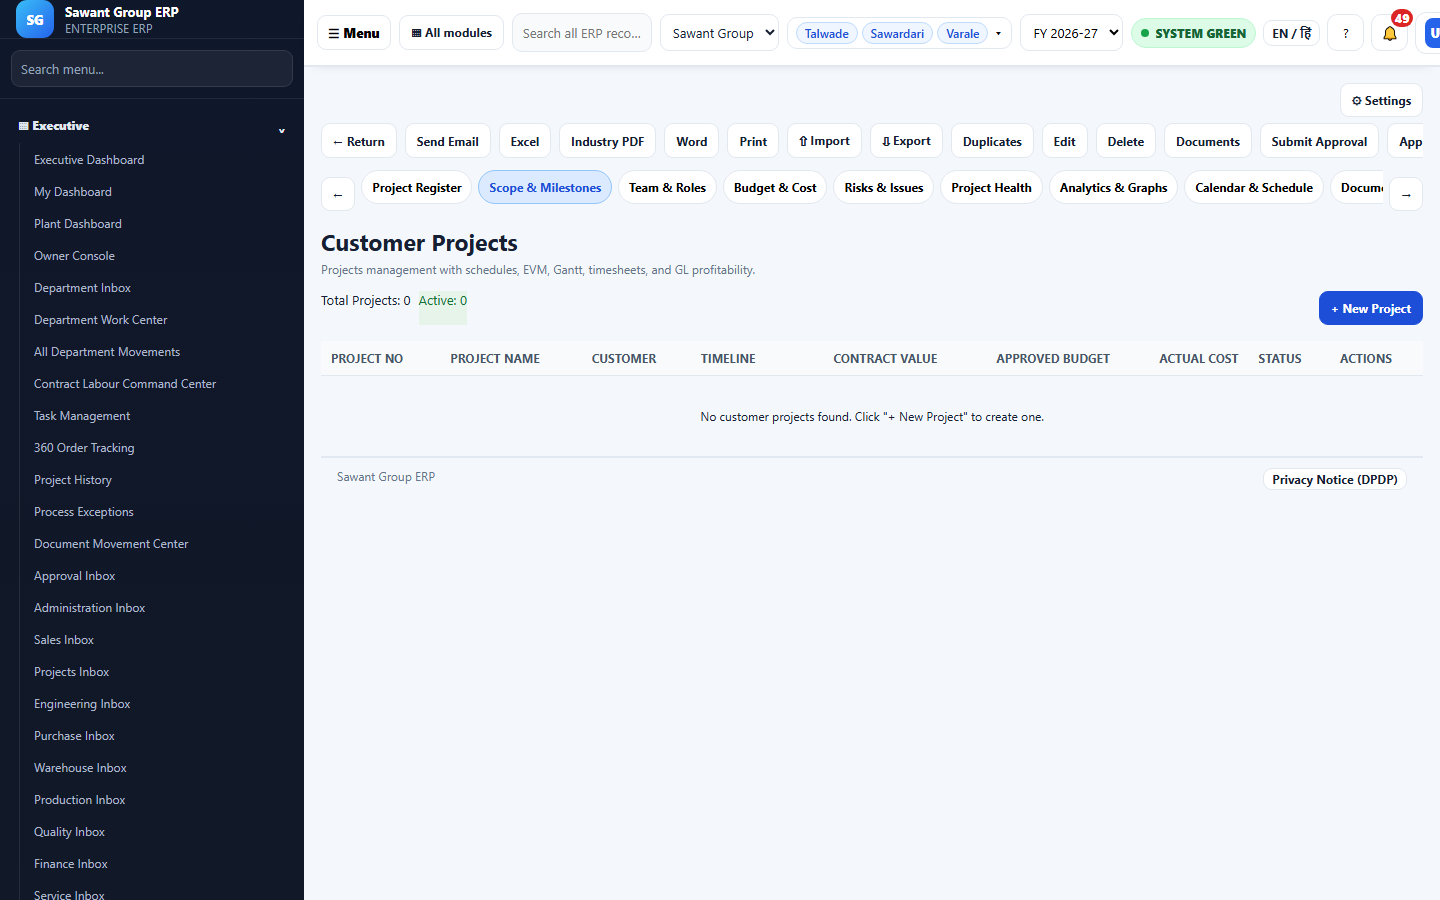 SG
Sawant Group ERP
ENTERPRISE ERP
Search menu...
Executive
Executive Dashboard
My Dashboard
Plant Dashboard
Owner Console
Department Inbox
Department Work Center
All Department Movements
Contract Labour Command Center
Task Management
360 Order Tracking
Project History
Process Exceptions
Document Movement Center
Approval Inbox
Administration Inbox
Sales Inbox
Projects Inbox
Engineering Inbox
Purchase Inbox
Warehouse Inbox
Production Inbox
Quality Inbox
Finance Inbox
Service Inbox
☰ Menu All modules Search all ERP reco... Sawant Group Talwade Sawardari Varale FY 2026-27 SYSTEM GREEN EN / हिं ? 49 U
⚙ Settings
← Return Send Email Excel Industry PDF Word Print ⇧ Import ⇩ Export Duplicates Edit Delete Documents Submit Approval App
← Project Register Scope & Milestones Team & Roles Budget & Cost Risks & Issues Project Health Analytics & Graphs Calendar & Schedule Docum →
Customer Projects
Projects management with schedules, EVM, Gantt, timesheets, and GL profitability.
Total Projects: 0 Active: 0 + New Project
PROJECT NO PROJECT NAME CUSTOMER TIMELINE CONTRACT VALUE APPROVED BUDGET ACTUAL COST STATUS ACTIONS
No customer projects found. Click "+ New Project" to create one.
Sawant Group ERP Privacy Notice (DPDP)